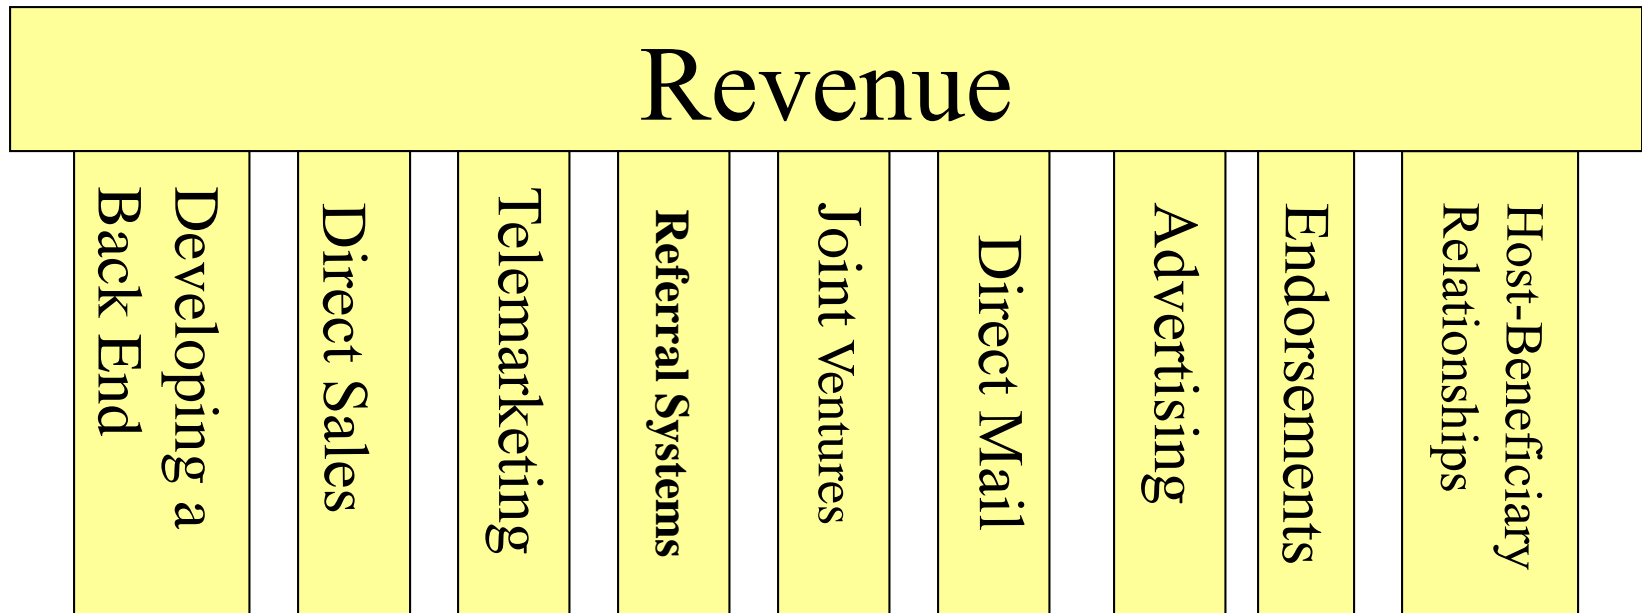 Revenue
Developing a
Back End
Direct Sales
Telemarketing
Referral Systems
Joint Ventures
Direct Mail
Advertising
Endorsements
Host-Beneficiary
Relationships